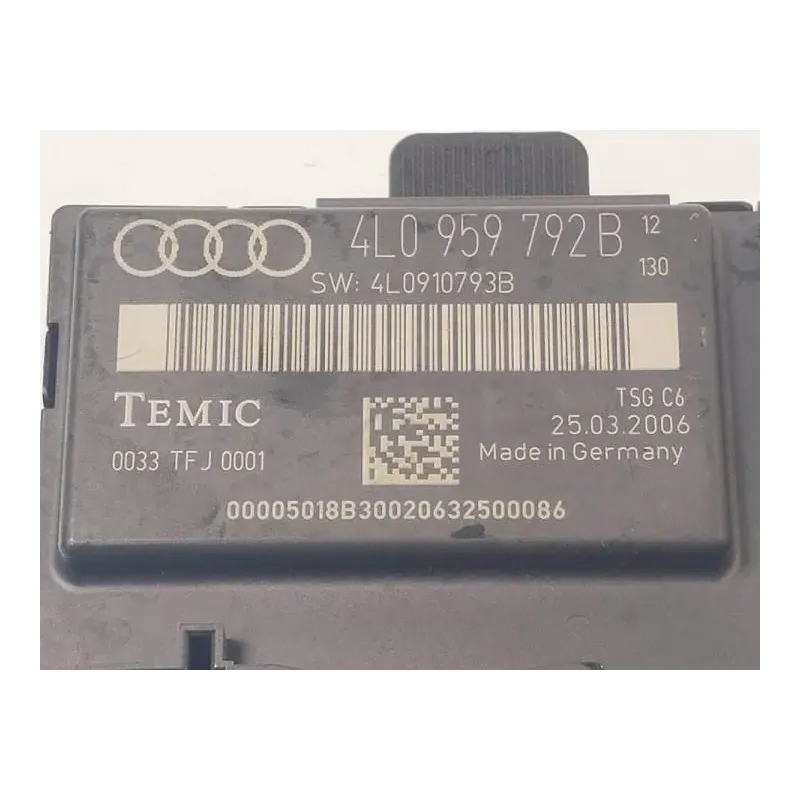 4L0 959 792B 12
130
SW: 4L0910793B
TEMIC
TSG C6
25.03.2006
0033 TFJ 0001
Made in Germany
00005018B30020632500086